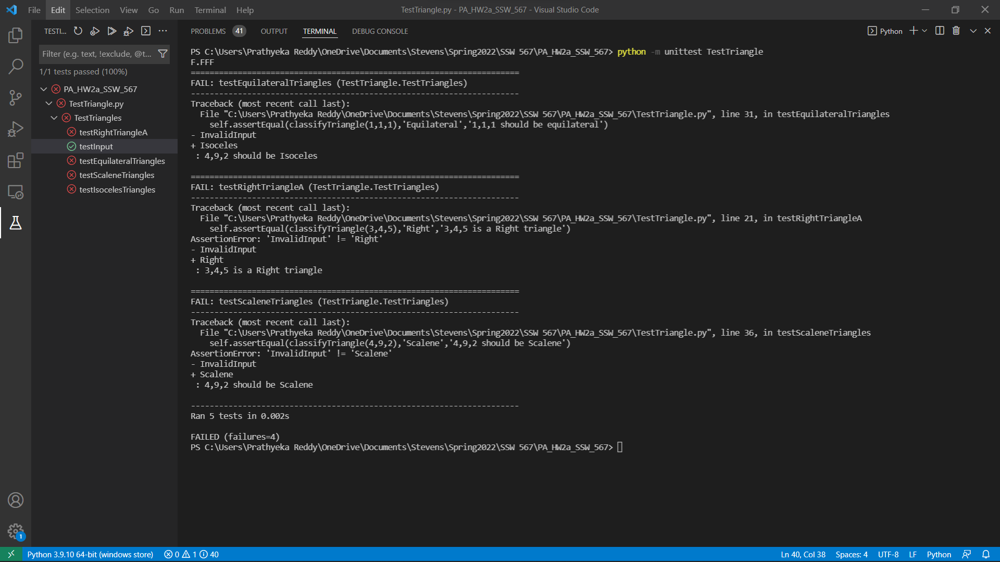 File Edit Selection View Go Run Terminal Help
TestTriangle.py - PA_HW2a_SSW_567 - Visual Studio Code
TESTI...
Filter (e.g. text, !exclude, @t...
1/1 tests passed (100%)
PA_HW2a_SSW_567
TestTriangle.py
TestTriangles
testRightTriangleA
testInput
testEquilateralTriangles
testScaleneTriangles
testIsocelesTriangles
PROBLEMS 41 OUTPUT TERMINAL DEBUG CONSOLE
Python
PS C:\Users\Prathyeka Reddy\OneDrive\Documents\Stevens\Spring2022\SSW 567\PA_HW2a_SSW_567> python -m unittest TestTriangle
F.FFF
======================================================================
FAIL: testEquilateralTriangles (TestTriangle.TestTriangles)
----------------------------------------------------------------------
Traceback (most recent call last):
  File "C:\Users\Prathyeka Reddy\OneDrive\Documents\Stevens\Spring2022\SSW 567\PA_HW2a_SSW_567\TestTriangle.py", line 31, in testEquilateralTriangles
    self.assertEqual(classifyTriangle(1,1,1),'Equilateral','1,1,1 should be equilateral')
- InvalidInput
+ Isoceles
 : 4,9,2 should be Isoceles
======================================================================
FAIL: testRightTriangleA (TestTriangle.TestTriangles)
----------------------------------------------------------------------
Traceback (most recent call last):
  File "C:\Users\Prathyeka Reddy\OneDrive\Documents\Stevens\Spring2022\SSW 567\PA_HW2a_SSW_567\TestTriangle.py", line 21, in testRightTriangleA
    self.assertEqual(classifyTriangle(3,4,5),'Right','3,4,5 is a Right triangle')
AssertionError: 'InvalidInput' != 'Right'
- InvalidInput
+ Right
 : 3,4,5 is a Right triangle
======================================================================
FAIL: testScaleneTriangles (TestTriangle.TestTriangles)
----------------------------------------------------------------------
Traceback (most recent call last):
  File "C:\Users\Prathyeka Reddy\OneDrive\Documents\Stevens\Spring2022\SSW 567\PA_HW2a_SSW_567\TestTriangle.py", line 36, in testScaleneTriangles
    self.assertEqual(classifyTriangle(4,9,2),'Scalene','4,9,2 should be Scalene')
AssertionError: 'InvalidInput' != 'Scalene'
- InvalidInput
+ Scalene
 : 4,9,2 should be Scalene
----------------------------------------------------------------------
Ran 5 tests in 0.002s
FAILED (failures=4)
PS C:\Users\Prathyeka Reddy\OneDrive\Documents\Stevens\Spring2022\SSW 567\PA_HW2a_SSW_567>
1
Python 3.9.10 64-bit (windows store) 0 1 40
Ln 40, Col 38 Spaces: 4 UTF-8 LF Python